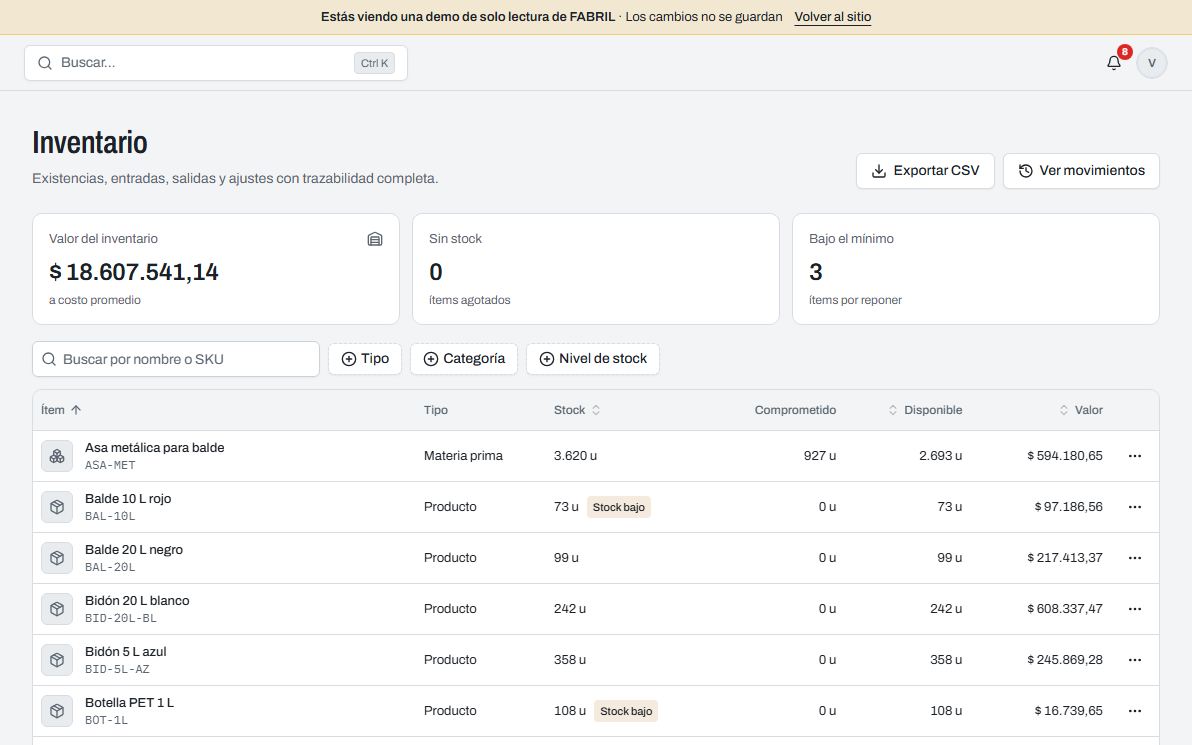 Estás viendo una demo de solo lectura de FABRIL · Los cambios no se guardan Volver al sitio
Buscar... Ctrl K
8
V
Inventario
Existencias, entradas, salidas y ajustes con trazabilidad completa.
Exportar CSV
Ver movimientos
Valor del inventario
$ 18.607.541,14
a costo promedio
Sin stock
0
ítems agotados
Bajo el mínimo
3
ítems por reponer
Buscar por nombre o SKU
Tipo
Categoría
Nivel de stock
Ítem Tipo Stock Comprometido Disponible Valor
Asa metálica para balde
ASA-MET
Materia prima 3.620 u 927 u 2.693 u $ 594.180,65
Balde 10 L rojo
BAL-10L
Producto 73 u Stock bajo 0 u 73 u $ 97.186,56
Balde 20 L negro
BAL-20L
Producto 99 u 0 u 99 u $ 217.413,37
Bidón 20 L blanco
BID-20L-BL
Producto 242 u 0 u 242 u $ 608.337,47
Bidón 5 L azul
BID-5L-AZ
Producto 358 u 0 u 358 u $ 245.869,28
Botella PET 1 L
BOT-1L
Producto 108 u Stock bajo 0 u 108 u $ 16.739,65